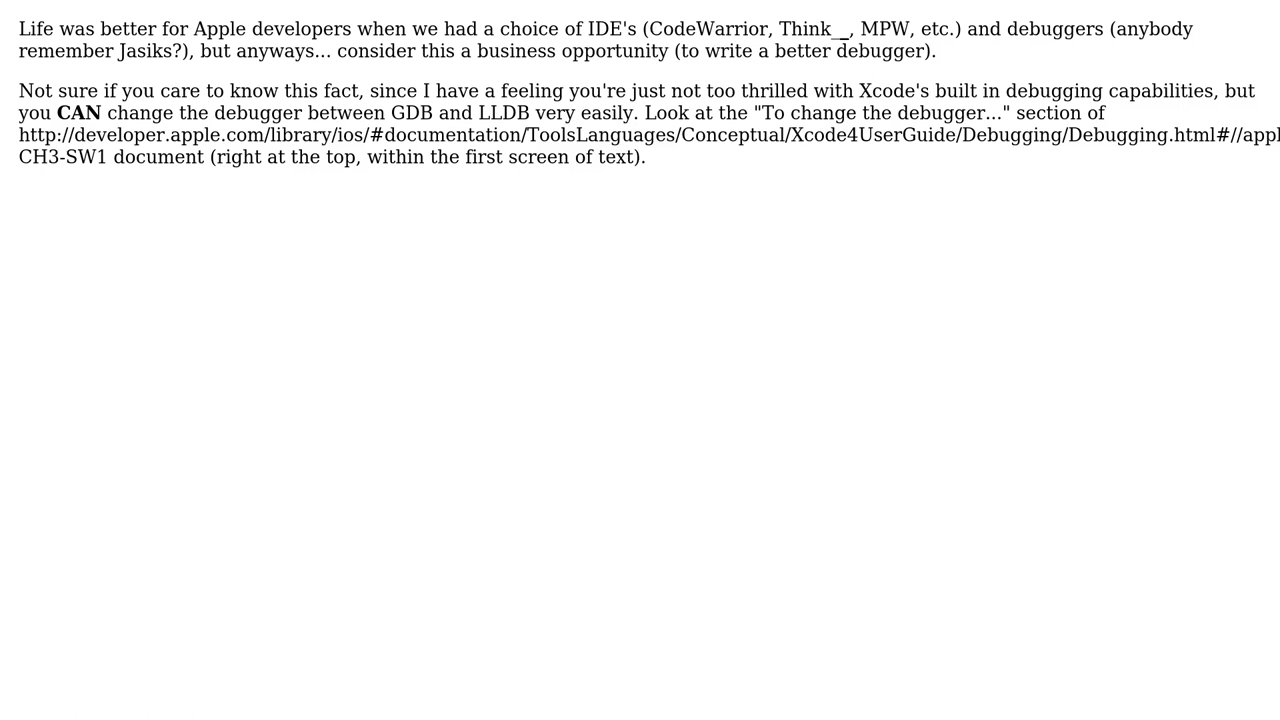 Life was better for Apple developers when we had a choice of IDE's (CodeWarrior, Think__, MPW, etc.) and debuggers (anybody
remember Jasiks?), but anyways... consider this a business opportunity (to write a better debugger).
Not sure if you care to know this fact, since I have a feeling you're just not too thrilled with Xcode's built in debugging capabilities, but
you CAN change the debugger between GDB and LLDB very easily. Look at the "To change the debugger..." section of
http://developer.apple.com/library/ios/#documentation/ToolsLanguages/Conceptual/Xcode4UserGuide/Debugging/Debugging.html#//appl
CH3-SW1 document (right at the top, within the first screen of text).